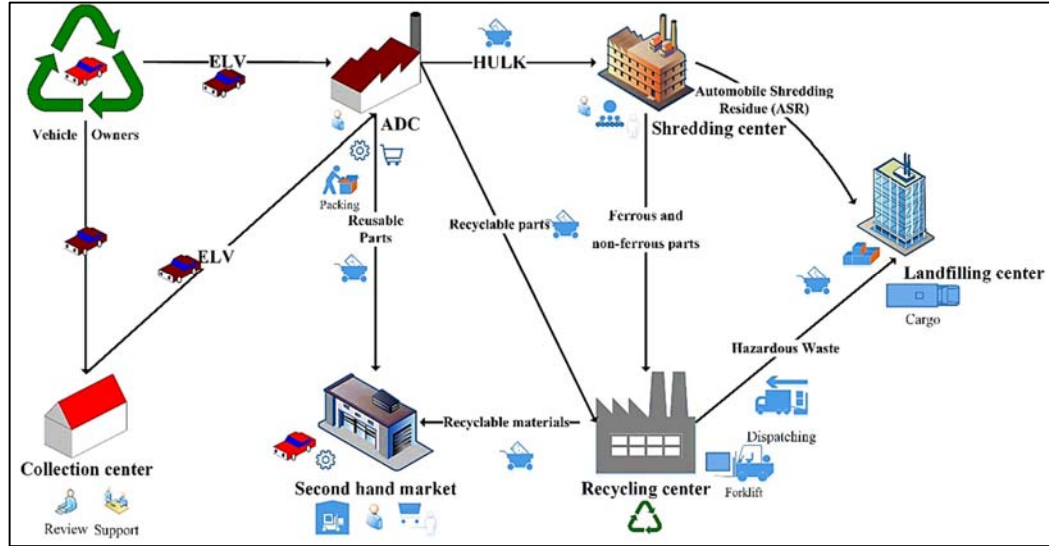 ELV
HULK
Automobile Shredding
Residue (ASR)
Vehicle Owners
ADC
Shredding center
Packing
Reusable
Parts
Recyclable parts
Ferrous and
non-ferrous parts
ELV
Landfilling center
Cargo
Hazardous Waste
Recyclable materials
Dispatching
Collection center
Second hand market
Recycling center
Forklift
Review Support